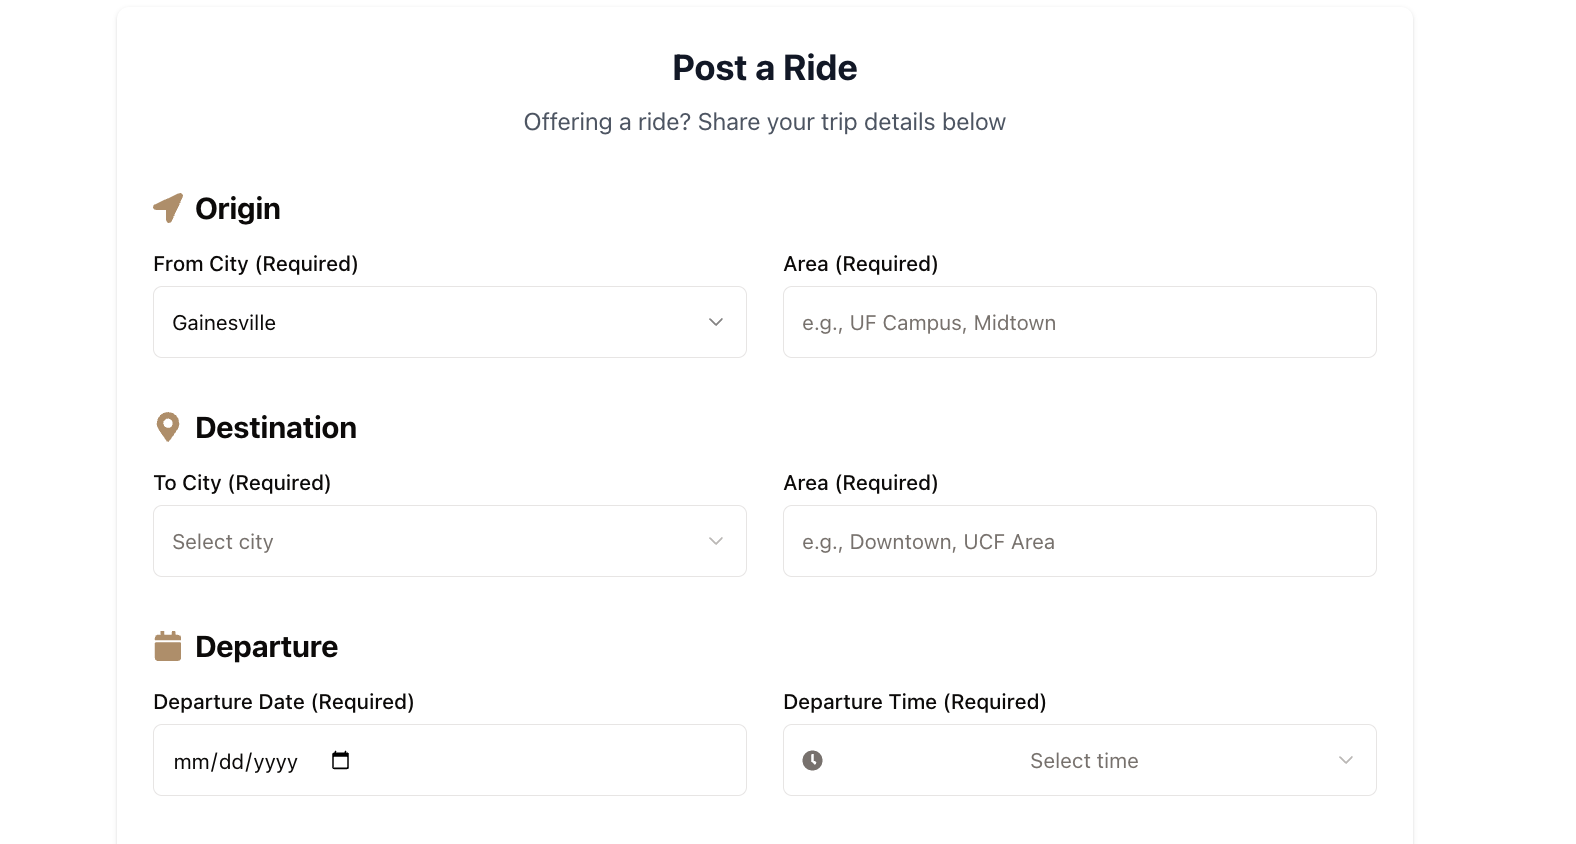 Post a Ride
Offering a ride? Share your trip details below
Origin
From City (Required)
Area (Required)
Gainesville
e.g., UF Campus, Midtown
Destination
To City (Required)
Area (Required)
Select city
e.g., Downtown, UCF Area
Departure
Departure Date (Required)
Departure Time (Required)
mm/dd/yyyy
Select time